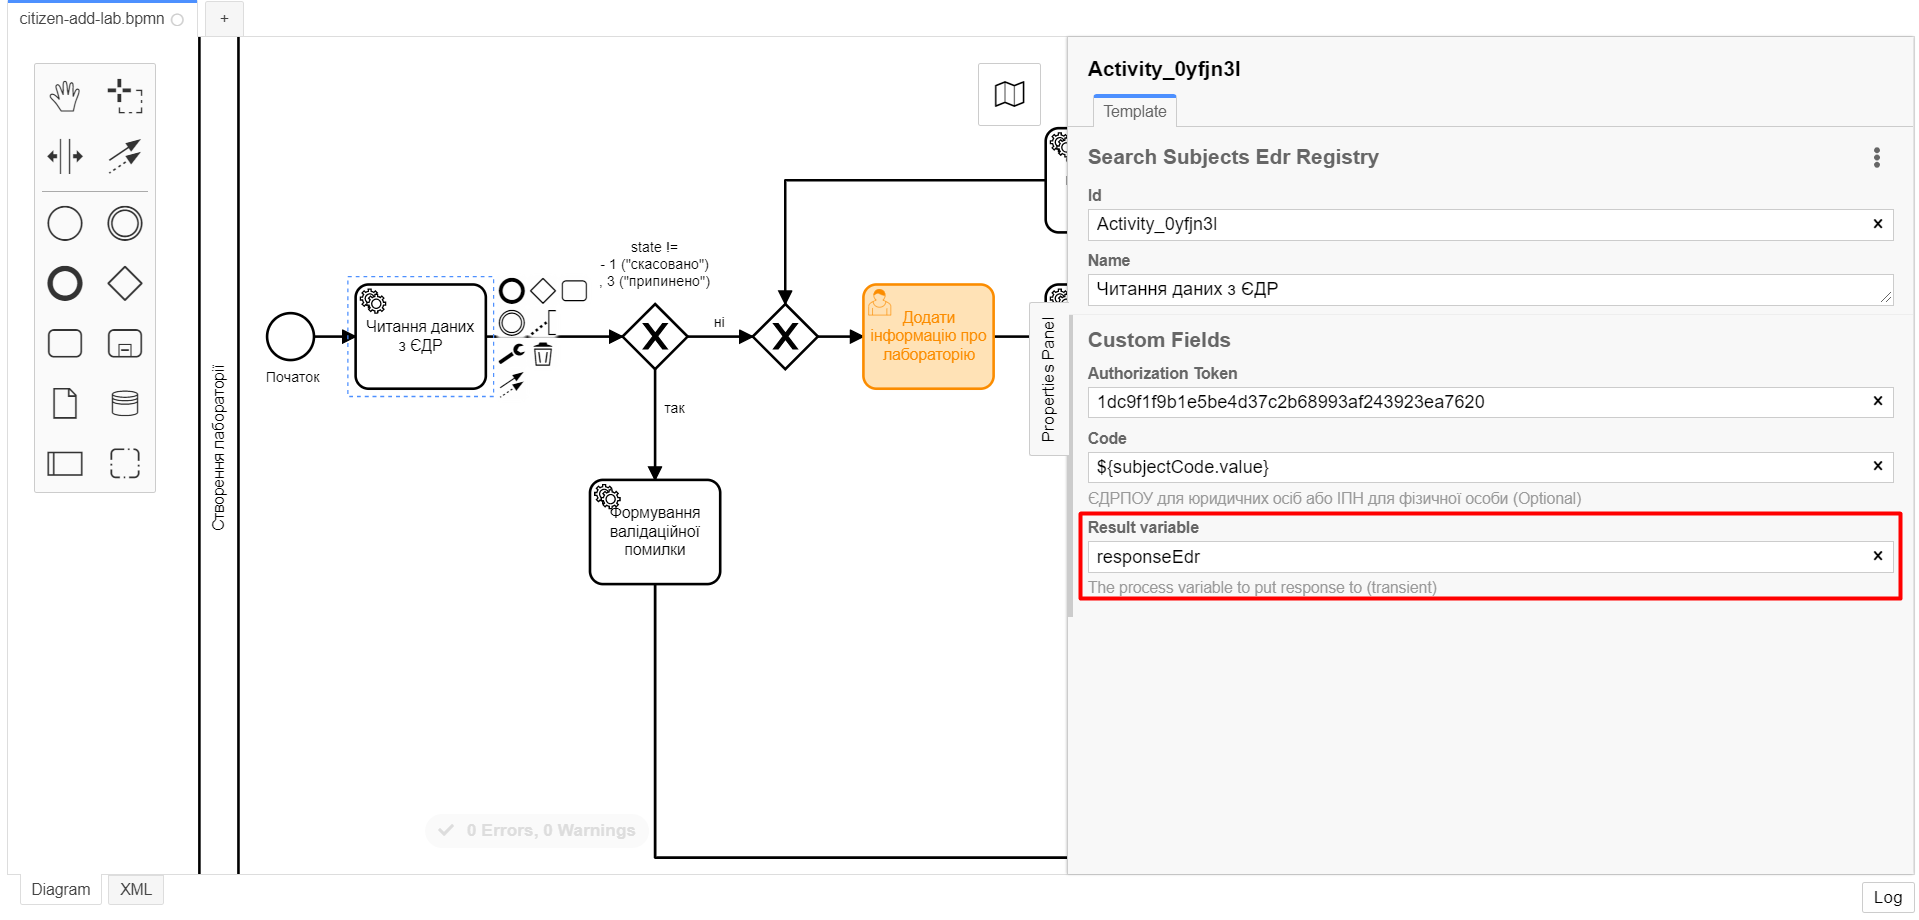 citizen-add-lab.bpmn
+
Створення лабораторії
Початок
Читання даних
з ЄДР
state !=
- 1 ("скасовано")
, 3 ("припинено")
ні
так
Формування
валідаційної
помилки
Додати
інформацію про
лабораторію
0 Errors, 0 Warnings
Properties Panel
Activity_0yfjn3l
Template
Search Subjects Edr Registry
Id
Activity_0yfjn3l
Name
Читання даних з ЄДР
Custom Fields
Authorization Token
1dc9f1f9b1e5be4d37c2b68993af243923ea7620
Code
${subjectCode.value}
ЄДРПОУ для юридичних осіб або ІПН для фізичної особи (Optional)
Result variable
responseEdr
The process variable to put response to (transient)
Diagram
XML
Log